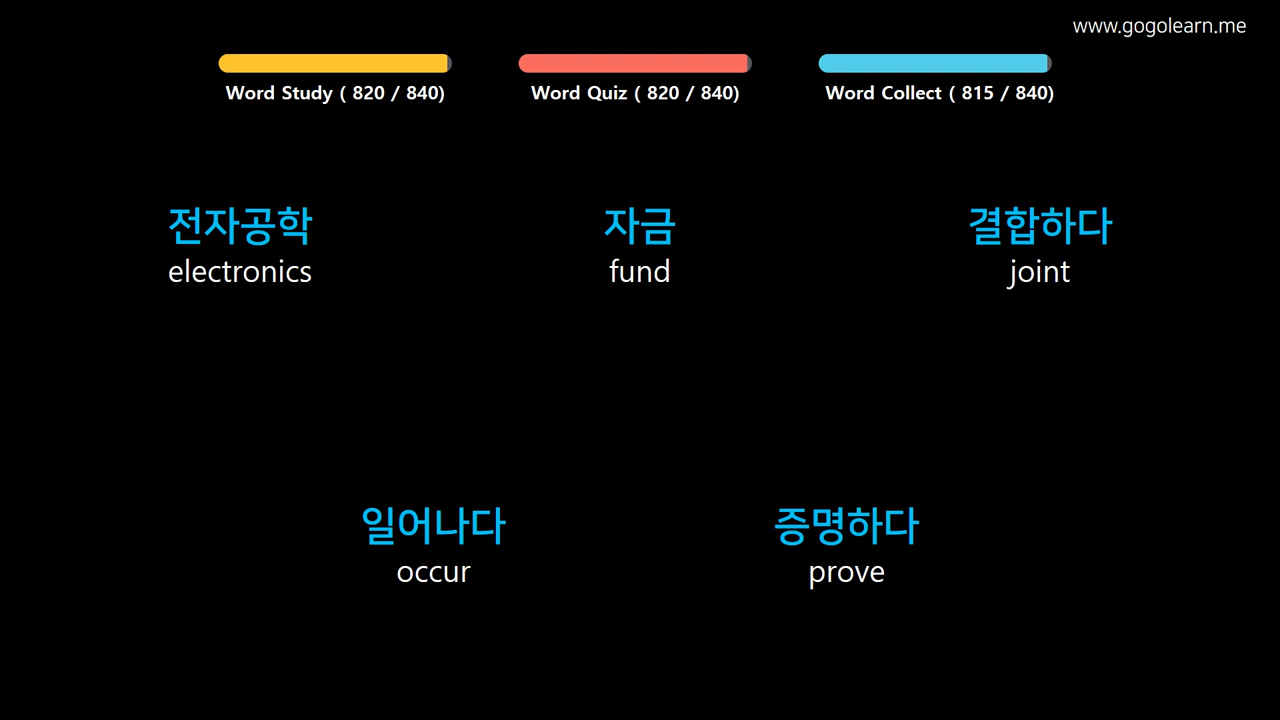 www.gogolearn.me
Word Study ( 820 / 840)
Word Quiz ( 820 / 840)
Word Collect ( 815 / 840)
전자공학
electronics
자금
fund
결합하다
joint
일어나다
occur
증명하다
prove